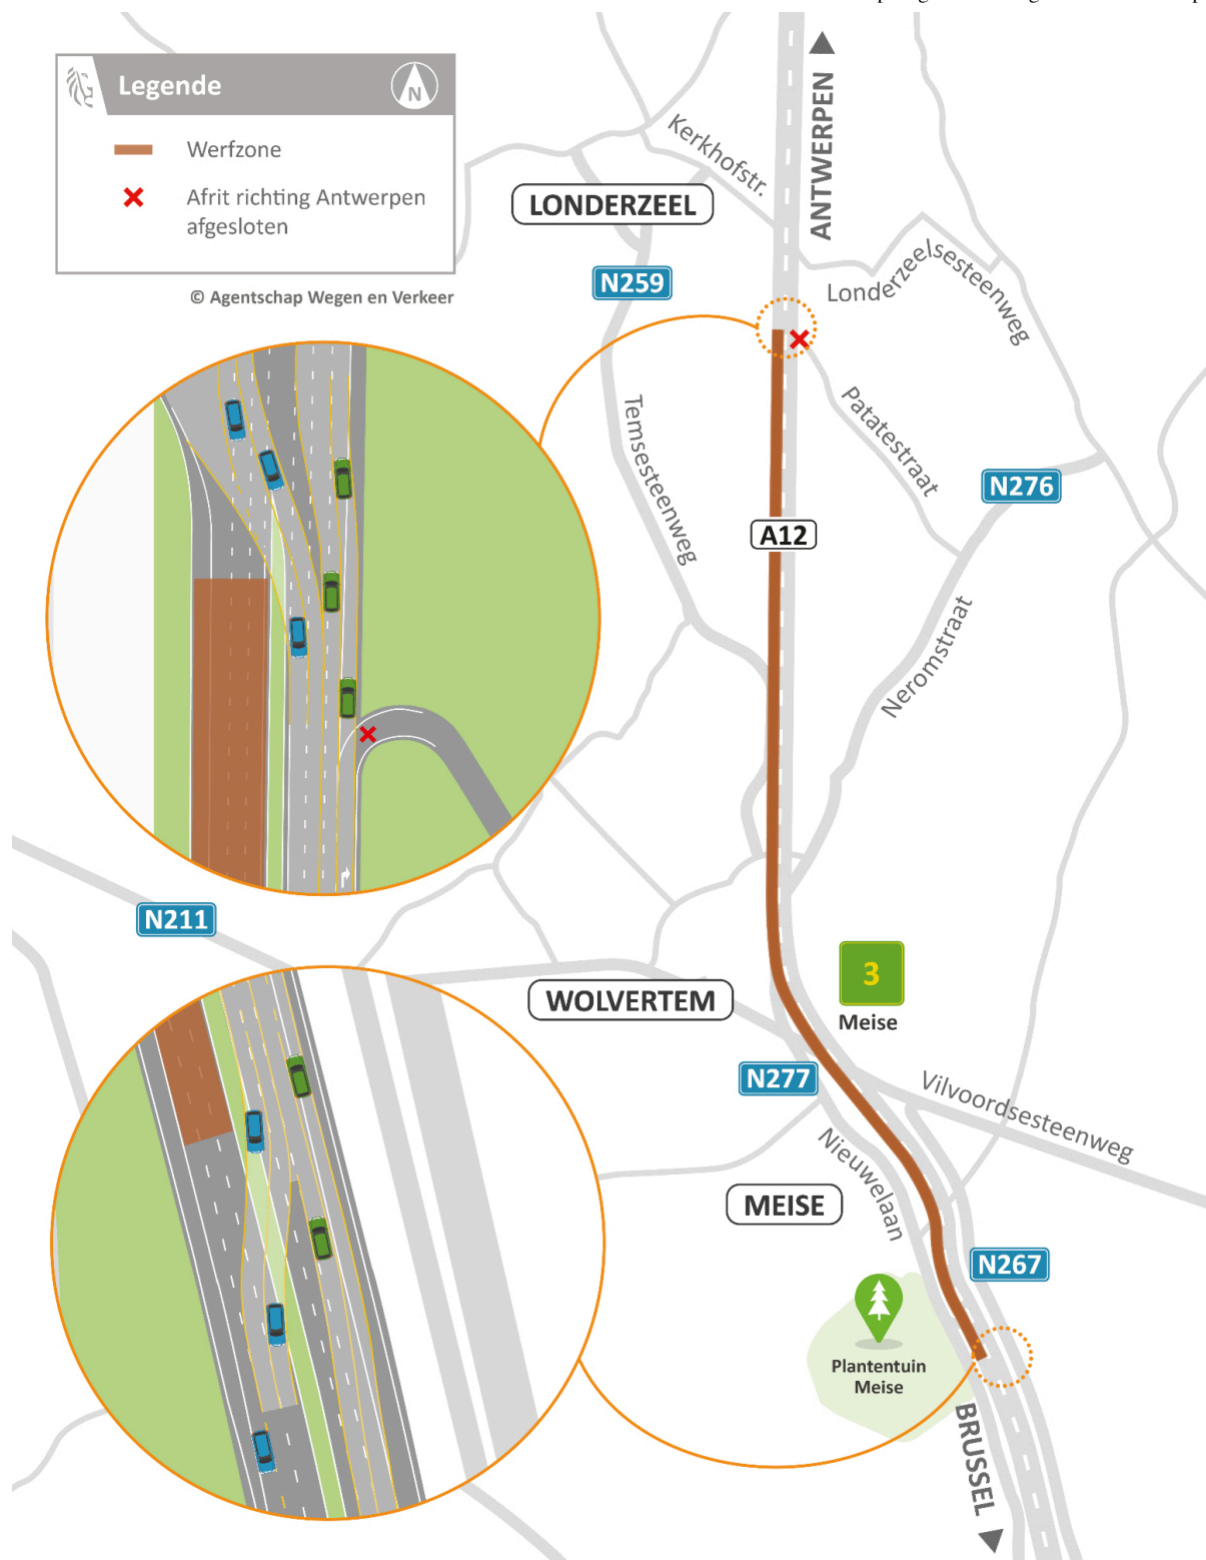 Legende
N
Werfzone
Afrit richting Antwerpen
afgesloten
© Agentschap Wegen en Verkeer
ANTWERPEN
Kerkhofstr.
LONDERZEEL
N259
Londerzeelsesteenweg
Temsesteenweg
Patatestraat
N276
A12
Neromstraat
N211
3
Meise
WOLVERTEM
N277
Vilvoordsesteenweg
Nieuwelaan
MEISE
N267
Plantentuin
Meise
BRUSSEL